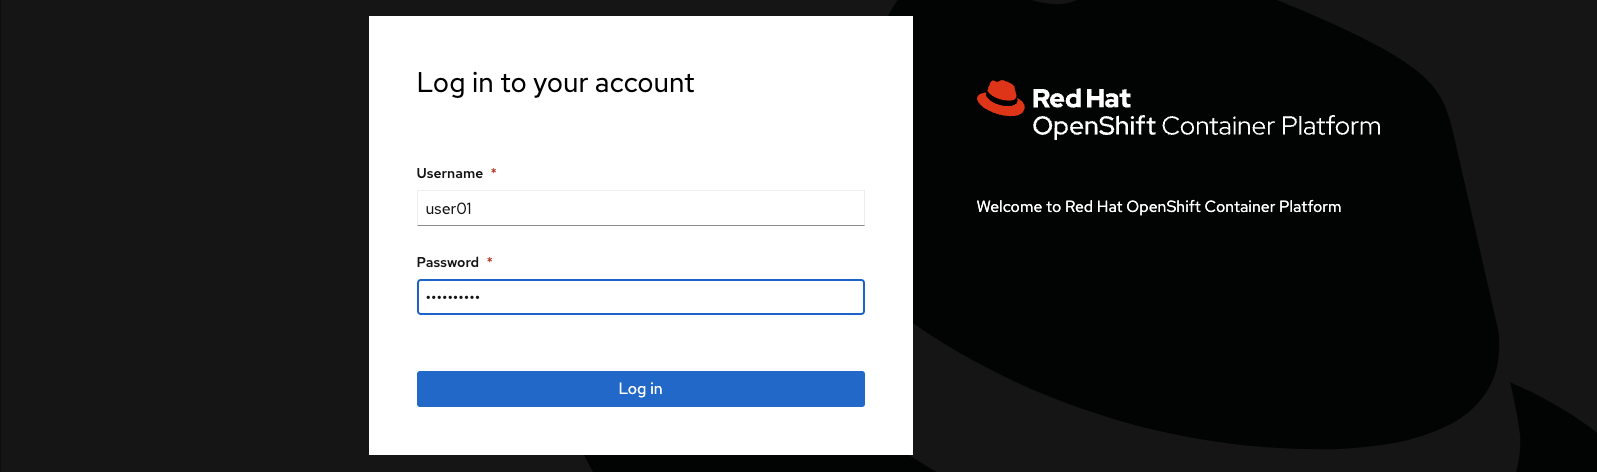 Log in to your account
Username *
user01
Password *
••••••••••
Log in
Red Hat
OpenShift Container Platform
Welcome to Red Hat OpenShift Container Platform